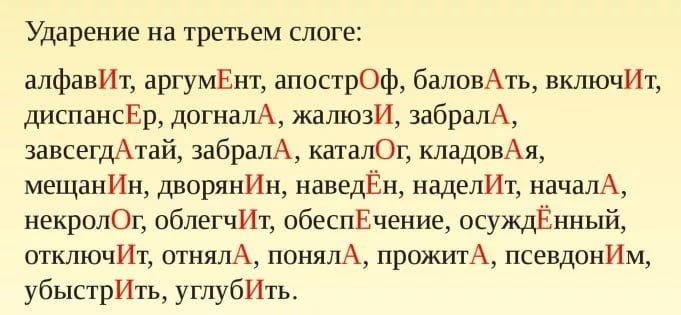 Ударение на третьем слоге:
алфавИт, аргумЕнт, апострОф, баловАть, включИт,
диспансЕр, догналА, жалюзИ, забралА,
завсегдАтай, забралА, каталОг, кладовАя,
мещанИн, дворянИн, наведЁн, наделИт, началА,
некролОг, облегчИт, обеспЕчение, осуждЁнный,
отключИт, отнялА, понялА, прожитА, псевдонИм,
убыстрИть, углубИть.